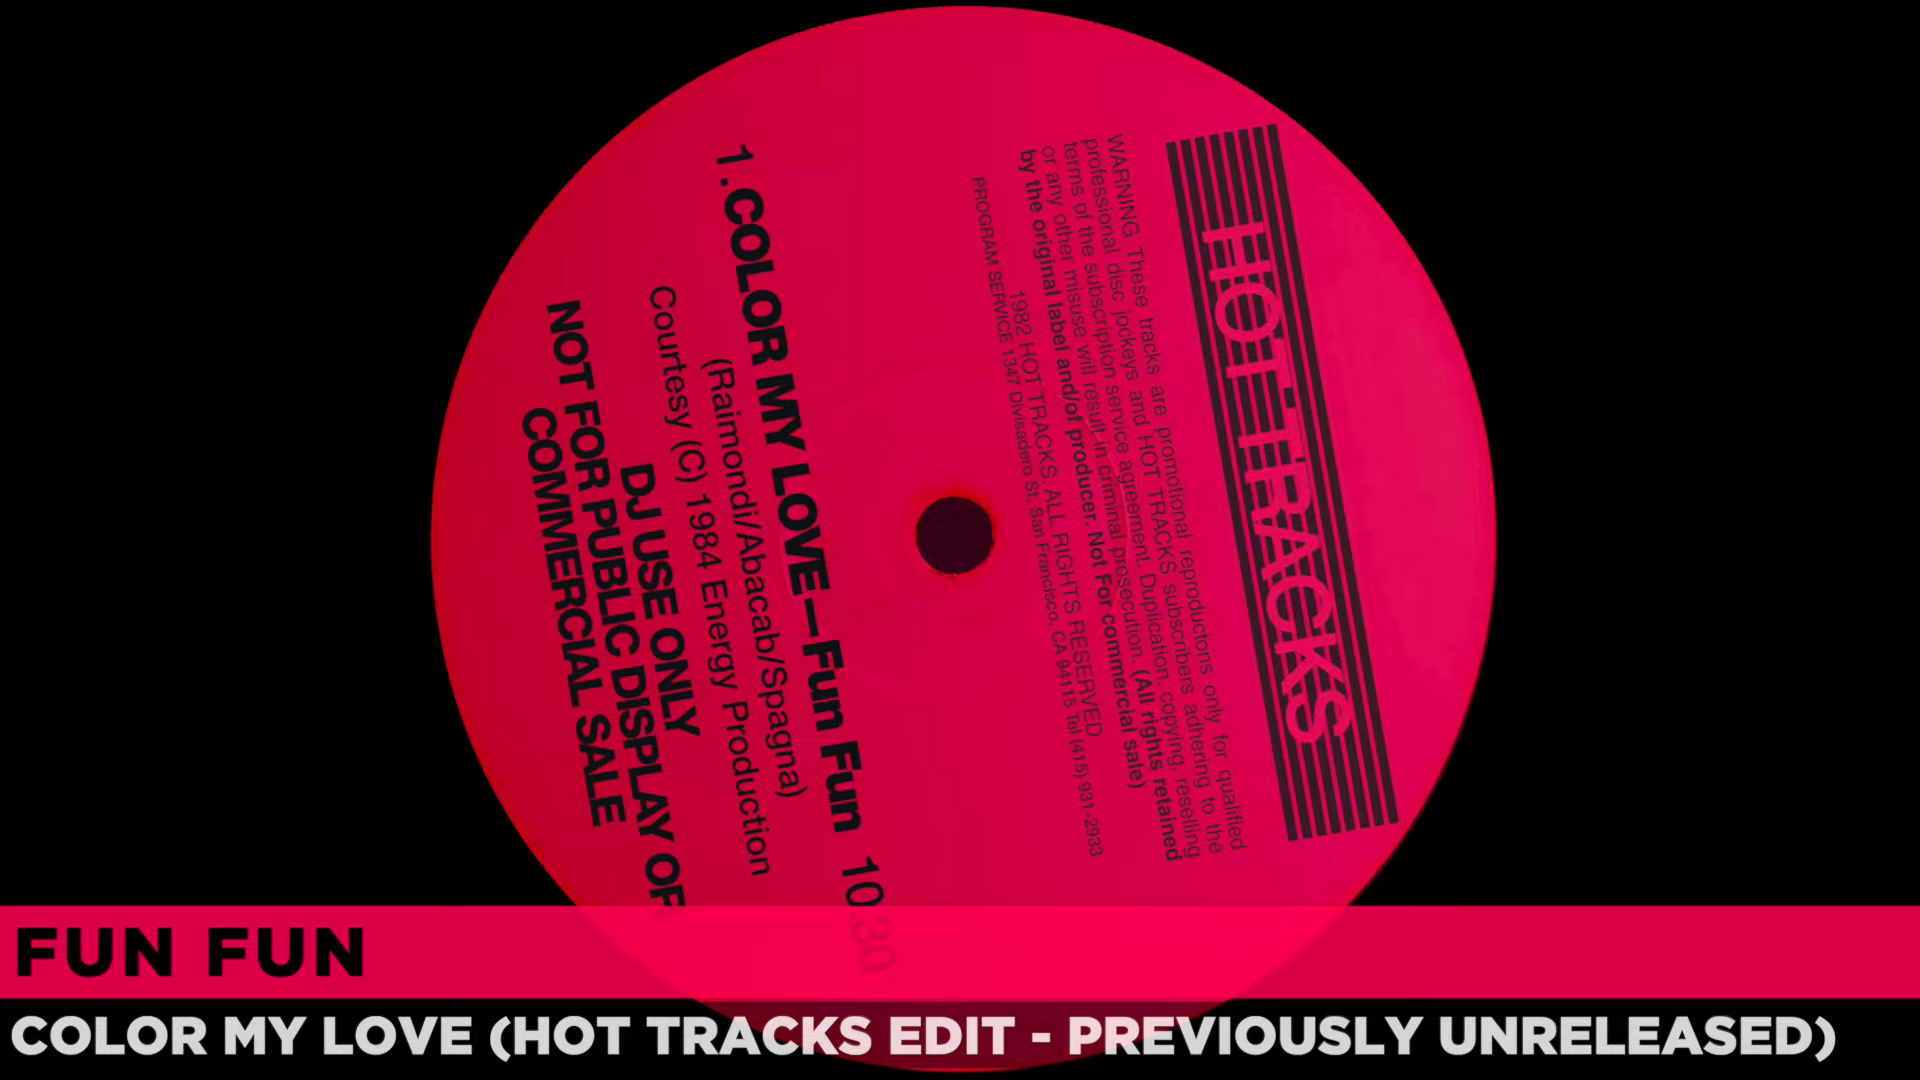 HOT TRACKS
WARNING These tracks are promotional reproductons only for qualified
professional disc jockeys and HOT TRACKS subscribers adhering to the
terms of the subscription service agreement. Duplication, copying, reselling
or any other misuse will result in criminal prosecution. (All rights retained
by the original label and/of producer. Not For commercial sale)
1982 HOT TRACKS ALL RIGHTS RESERVED
PROGRAM SERVICE 1347 Divisadero St, San Francisco, CA 94115 Tel (415) 931-2933
1. COLOR MY LOVE—Fun Fun 10.30
(Raimondi/Abacab/Spagna)
Courtesy (C) 1984 Energy Production
DJ USE ONLY
NOT FOR PUBLIC DISPLAY OR
COMMERCIAL SALE
FUN FUN
COLOR MY LOVE (HOT TRACKS EDIT - PREVIOUSLY UNRELEASED)